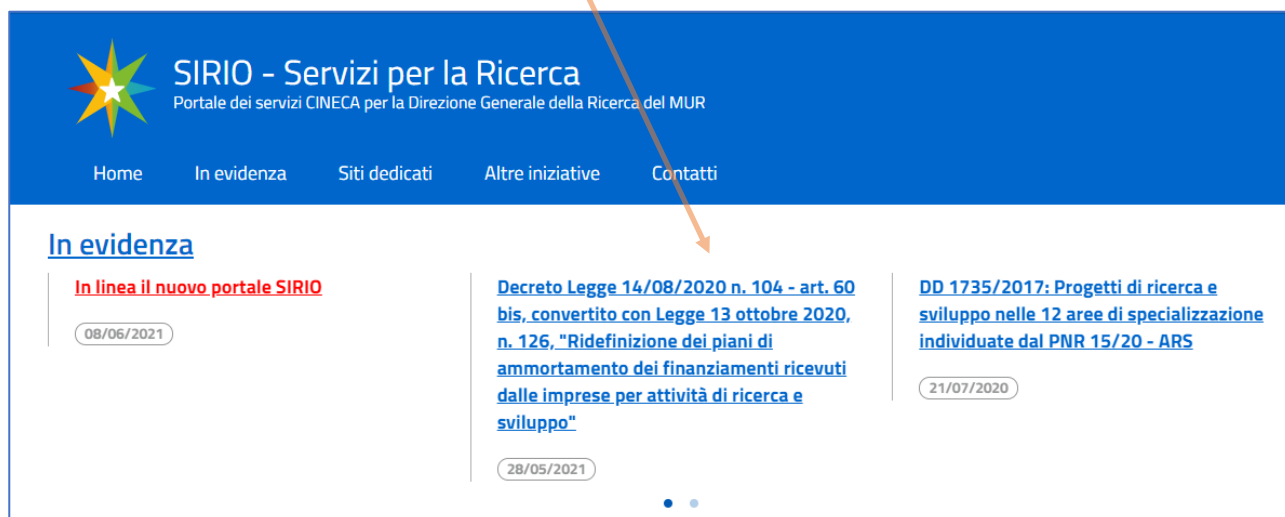 SIRIO - Servizi per la Ricerca
Portale dei servizi CINECA per la Direzione Generale della Ricerca del MUR
Home In evidenza Siti dedicati Altre iniziative Contatti
In evidenza
In linea il nuovo portale SIRIO
08/06/2021
Decreto Legge 14/08/2020 n. 104 - art. 60
bis, convertito con Legge 13 ottobre 2020,
n. 126, "Ridefinizione dei piani di
ammortamento dei finanziamenti ricevuti
dalle imprese per attività di ricerca e
sviluppo"
28/05/2021
DD 1735/2017: Progetti di ricerca e
sviluppo nelle 12 aree di specializzazione
individuate dal PNR 15/20 - ARS
21/07/2020